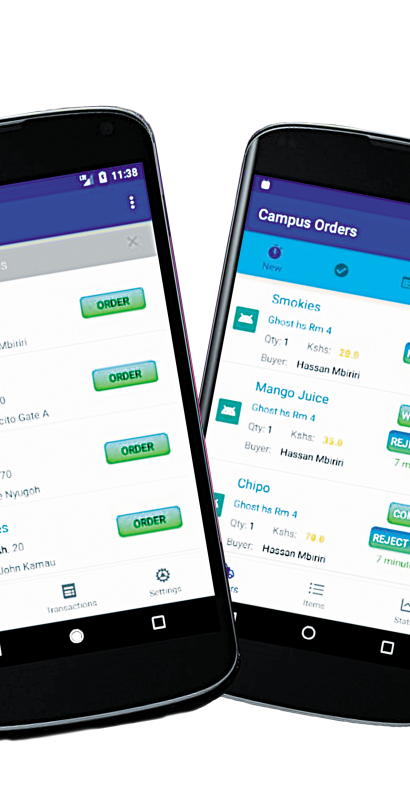 LTE 11:38
s
ORDER
Mbiriri
ORDER
0
cito Gate A
ORDER
70
e Nyugoh
ORDER
es
h. 20
John Kamau
Transactions
Settings
Campus Orders
New
Smokies
Ghost hs Rm 4
Qty: 1 Kshs: 20.0
Buyer: Hassan Mbiriri
Mango Juice
Ghost hs Rm 4
Qty: 1 Kshs: 35.0
REJ
Buyer: Hassan Mbiriri
7 m
Chipo
CO
Ghost hs Rm 4
Qty: 1 Kshs: 70.0
REJECT
Buyer: Hassan Mbiriri
7 minut
rs
Items
Stat